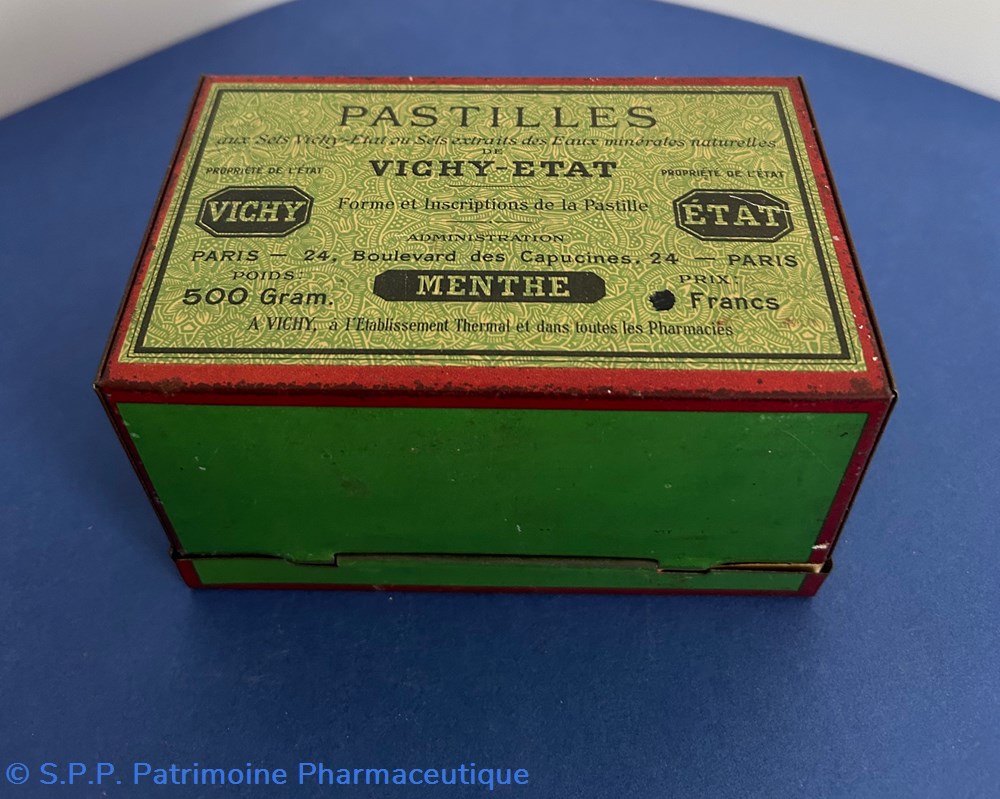 PASTILLES
aux Sels Vichy-Etat ou Sels extraits des Eaux minérales naturelles
DE
VICHY-ETAT
PROPRIÉTÉ DE L'ÉTAT PROPRIÉTÉ DE L'ÉTAT
VICHY Forme et Inscriptions de la Pastille ÉTAT
ADMINISTRATION
PARIS — 24, Boulevard des Capucines, 24 — PARIS
POIDS: PRIX:
500 Gram. MENTHE Francs
A VICHY, à l'Etablissement Thermal et dans toutes les Pharmacies
© S.P.P. Patrimoine Pharmaceutique